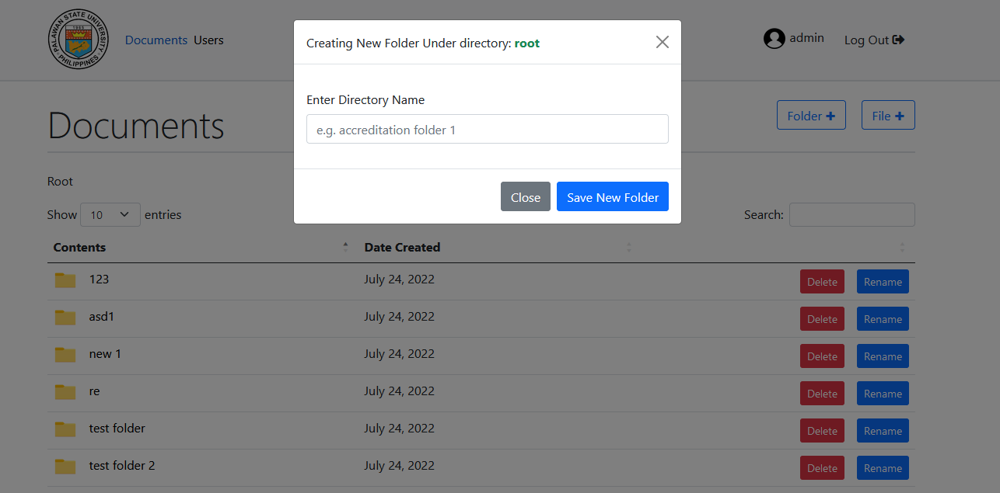 PALAWAN STATE UNIVERSITY
1965
PHILIPPINES
Documents Users
admin
Log Out
Creating New Folder Under directory: root
Enter Directory Name
e.g. accreditation folder 1
Close
Save New Folder
Documents
Folder
File
Root
Show 10 entries
Search:
Contents Date Created
123 July 24, 2022 Delete Rename
asd1 July 24, 2022 Delete Rename
new 1 July 24, 2022 Delete Rename
re July 24, 2022 Delete Rename
test folder July 24, 2022 Delete Rename
test folder 2 July 24, 2022 Delete Rename